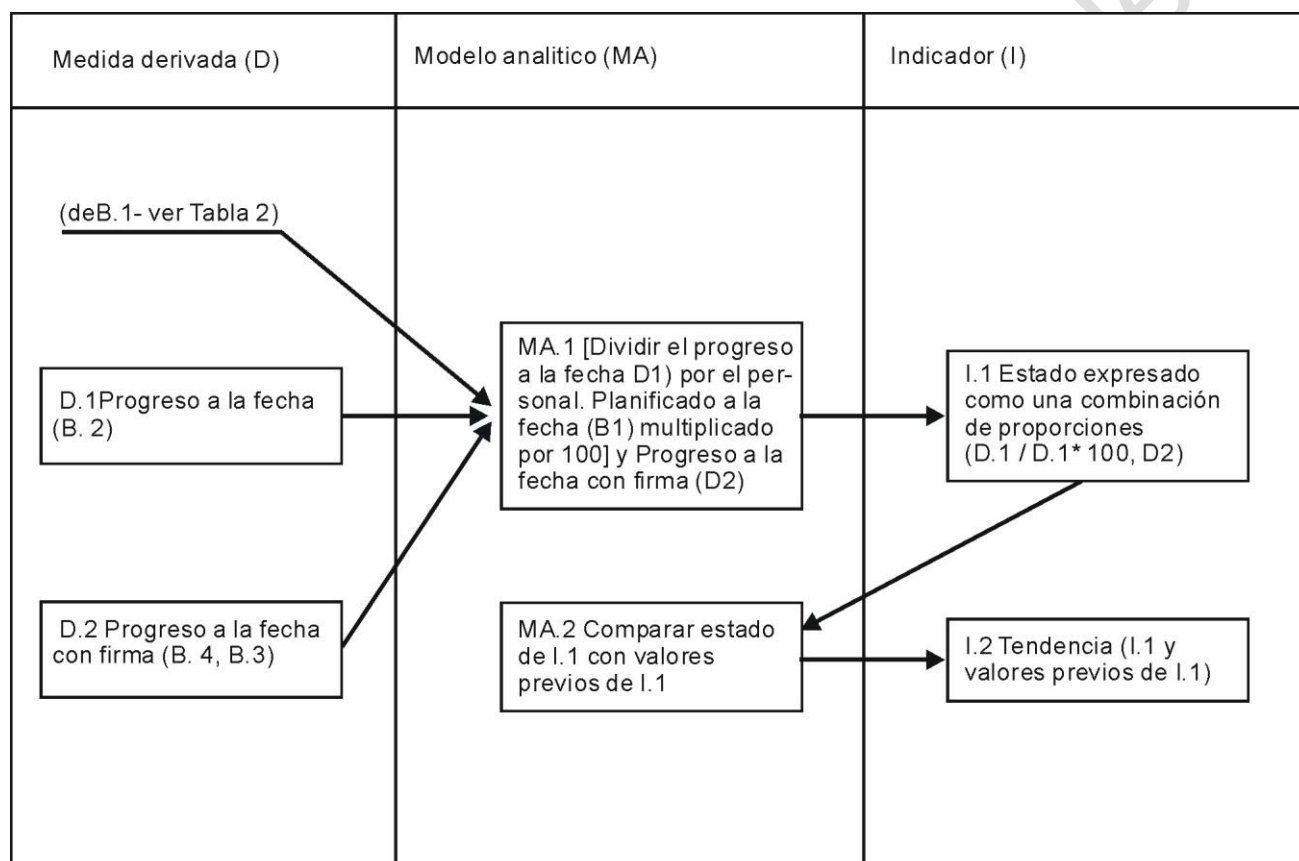 Medida derivada (D)
Modelo analitico (MA)
Indicador (I)
(deB.1- ver Tabla 2)
D.1Progreso a la fecha
(B. 2)
MA.1 [Dividir el progreso
a la fecha D1) por el per-
sonal. Planificado a la
fecha (B1) multiplicado
por 100] y Progreso a la
fecha con firma (D2)
I.1 Estado expresado
como una combinación
de proporciones
(D.1 / D.1* 100, D2)
D.2 Progreso a la fecha
con firma (B. 4, B.3)
MA.2 Comparar estado
de I.1 con valores
previos de I.1
I.2 Tendencia (I.1 y
valores previos de I.1)